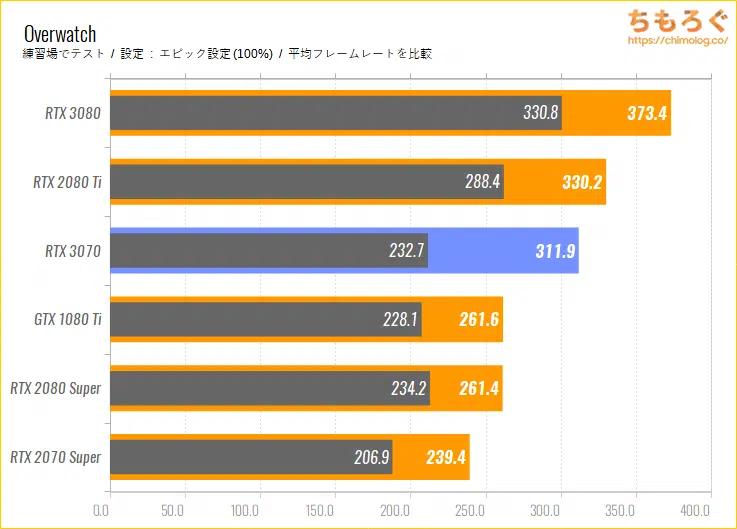 Overwatch
ちもろぐ
https://chimolog.co/
練習場でテスト / 設定 : エピック設定(100%) / 平均フレームレートを比較
RTX 3080 330.8 373.4
RTX 2080 Ti 288.4 330.2
RTX 3070 232.7 311.9
GTX 1080 Ti 228.1 261.6
RTX 2080 Super 234.2 261.4
RTX 2070 Super 206.9 239.4
0.0 50.0 100.0 150.0 200.0 250.0 300.0 350.0 400.0